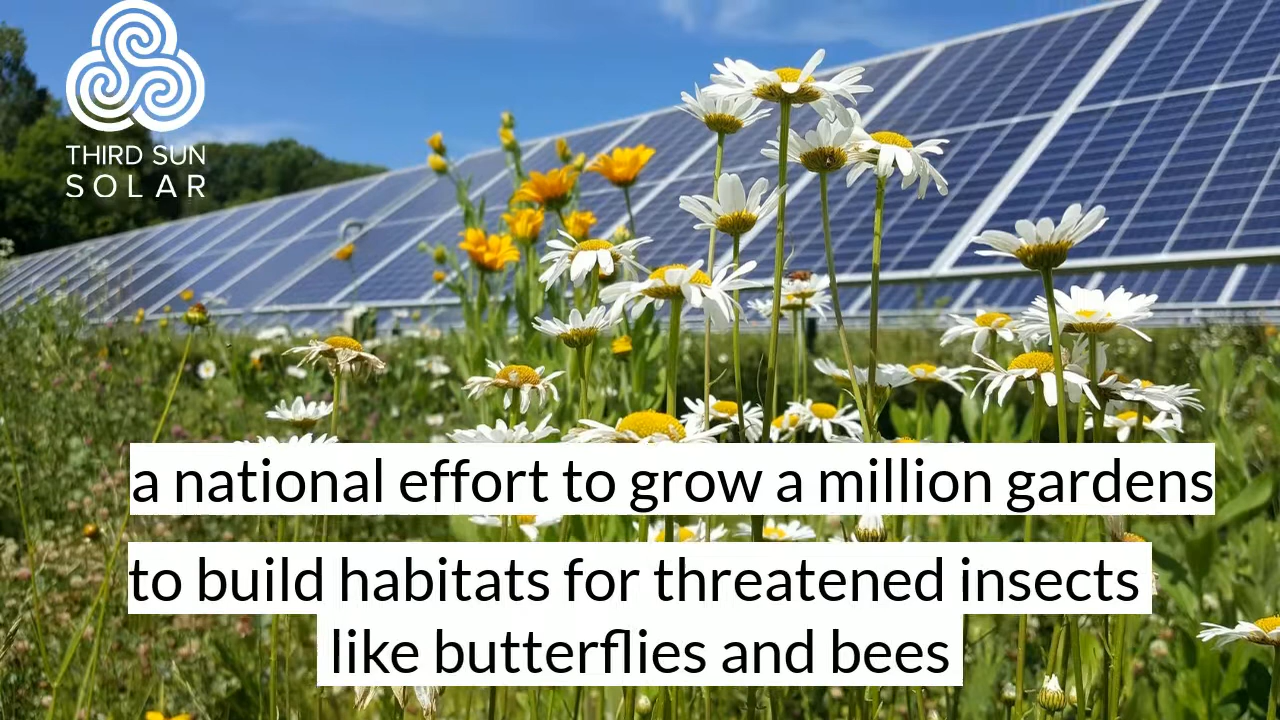 THIRD SUN
SOLAR
a national effort to grow a million gardens
to build habitats for threatened insects
like butterflies and bees